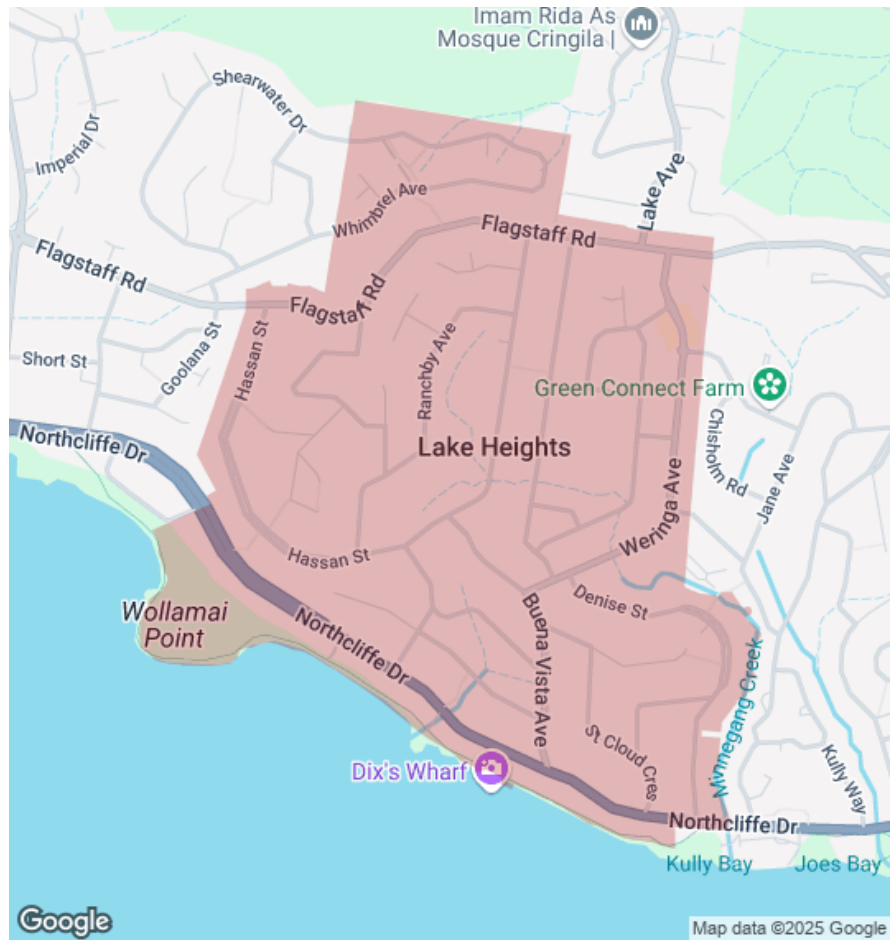 Imam Rida As
Mosque Cringila |
Shearwater Dr
Imperial Dr
Lake Ave
Whimbrel Ave
Flagstaff Rd
Flagstaff Rd
Flagstaff Rd
Short St
Goolana St
Hassan St
Ranchby Ave
Green Connect Farm
Chisholm Rd
Northcliffe Dr
Lake Heights
Jane Ave
Weringa Ave
Hassan St
Denise St
Wollamai
Point
Buena Vista Ave
Northcliffe Dr
Minnegang Creek
St Cloud Cres
Dix's Wharf
Kully Way
Northcliffe Dr
Kully Bay
Joes Bay
Google
Map data ©2025 Google